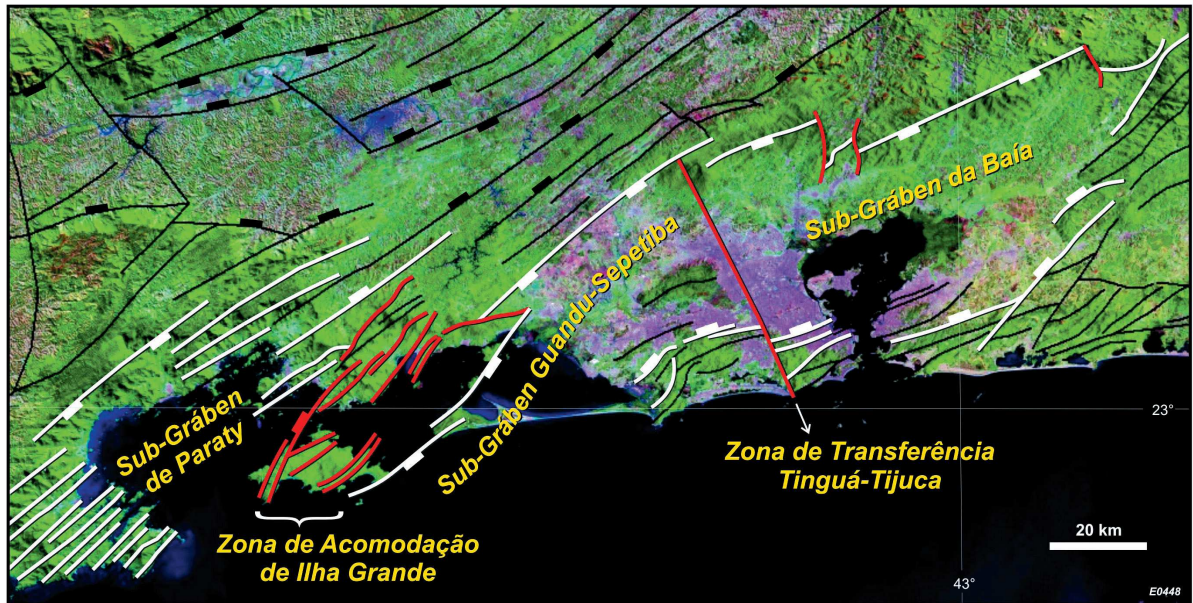 Sub-Gráben da Baía
Sub-Gráben Guandu-Sepetiba
Sub-Gráben
de Paraty
23°
Zona de Transferência
Tinguá-Tijuca
Zona de Acomodação
de Ilha Grande
20 km
43°
E0448